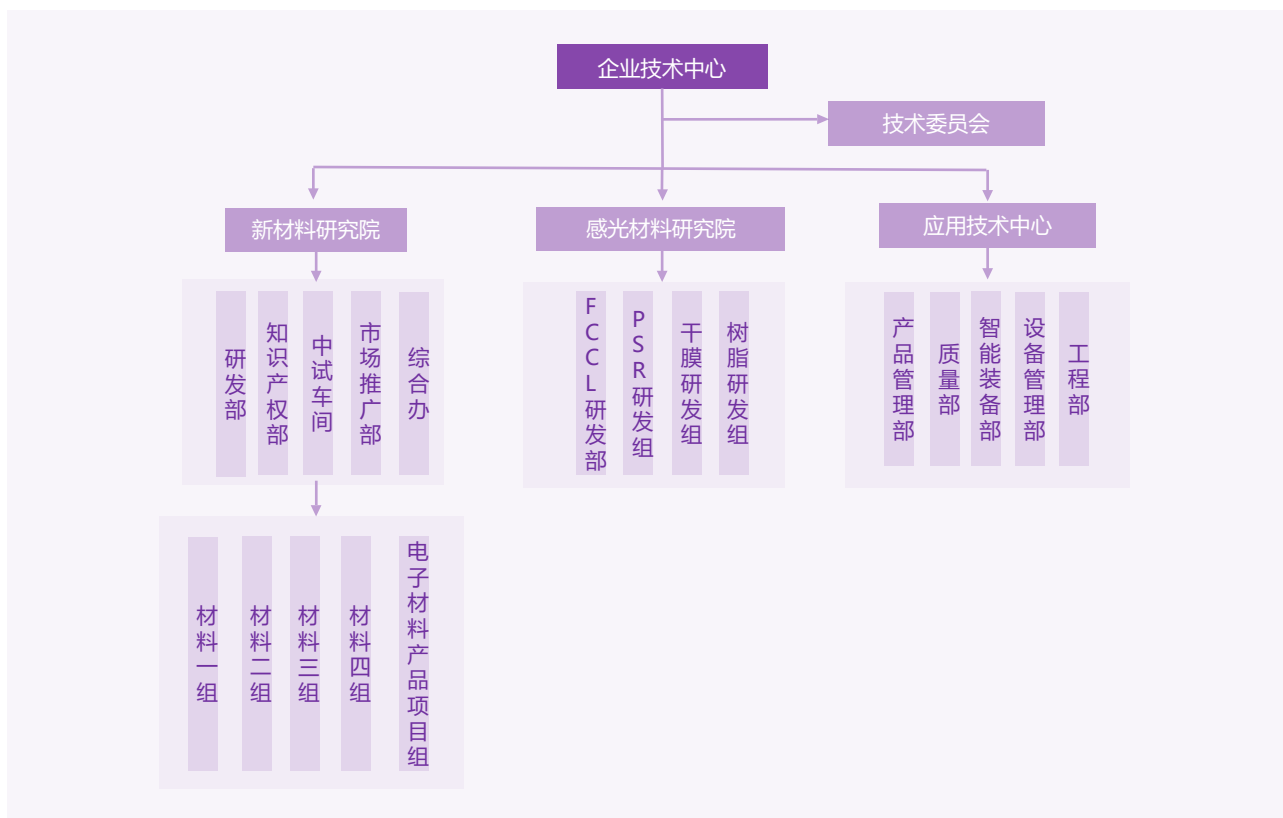 企业技术中心
技术委员会
新材料研究院
感光材料研究院
应用技术中心
研发部
知识产权部
中试车间
市场推广部
综合办
FCCL研发部
PSR研发组
干膜研发组
树脂研发组
产品管理部
质量部
智能装备部
设备管理部
工程部
材料一组
材料二组
材料三组
材料四组
电子材料产品项目组